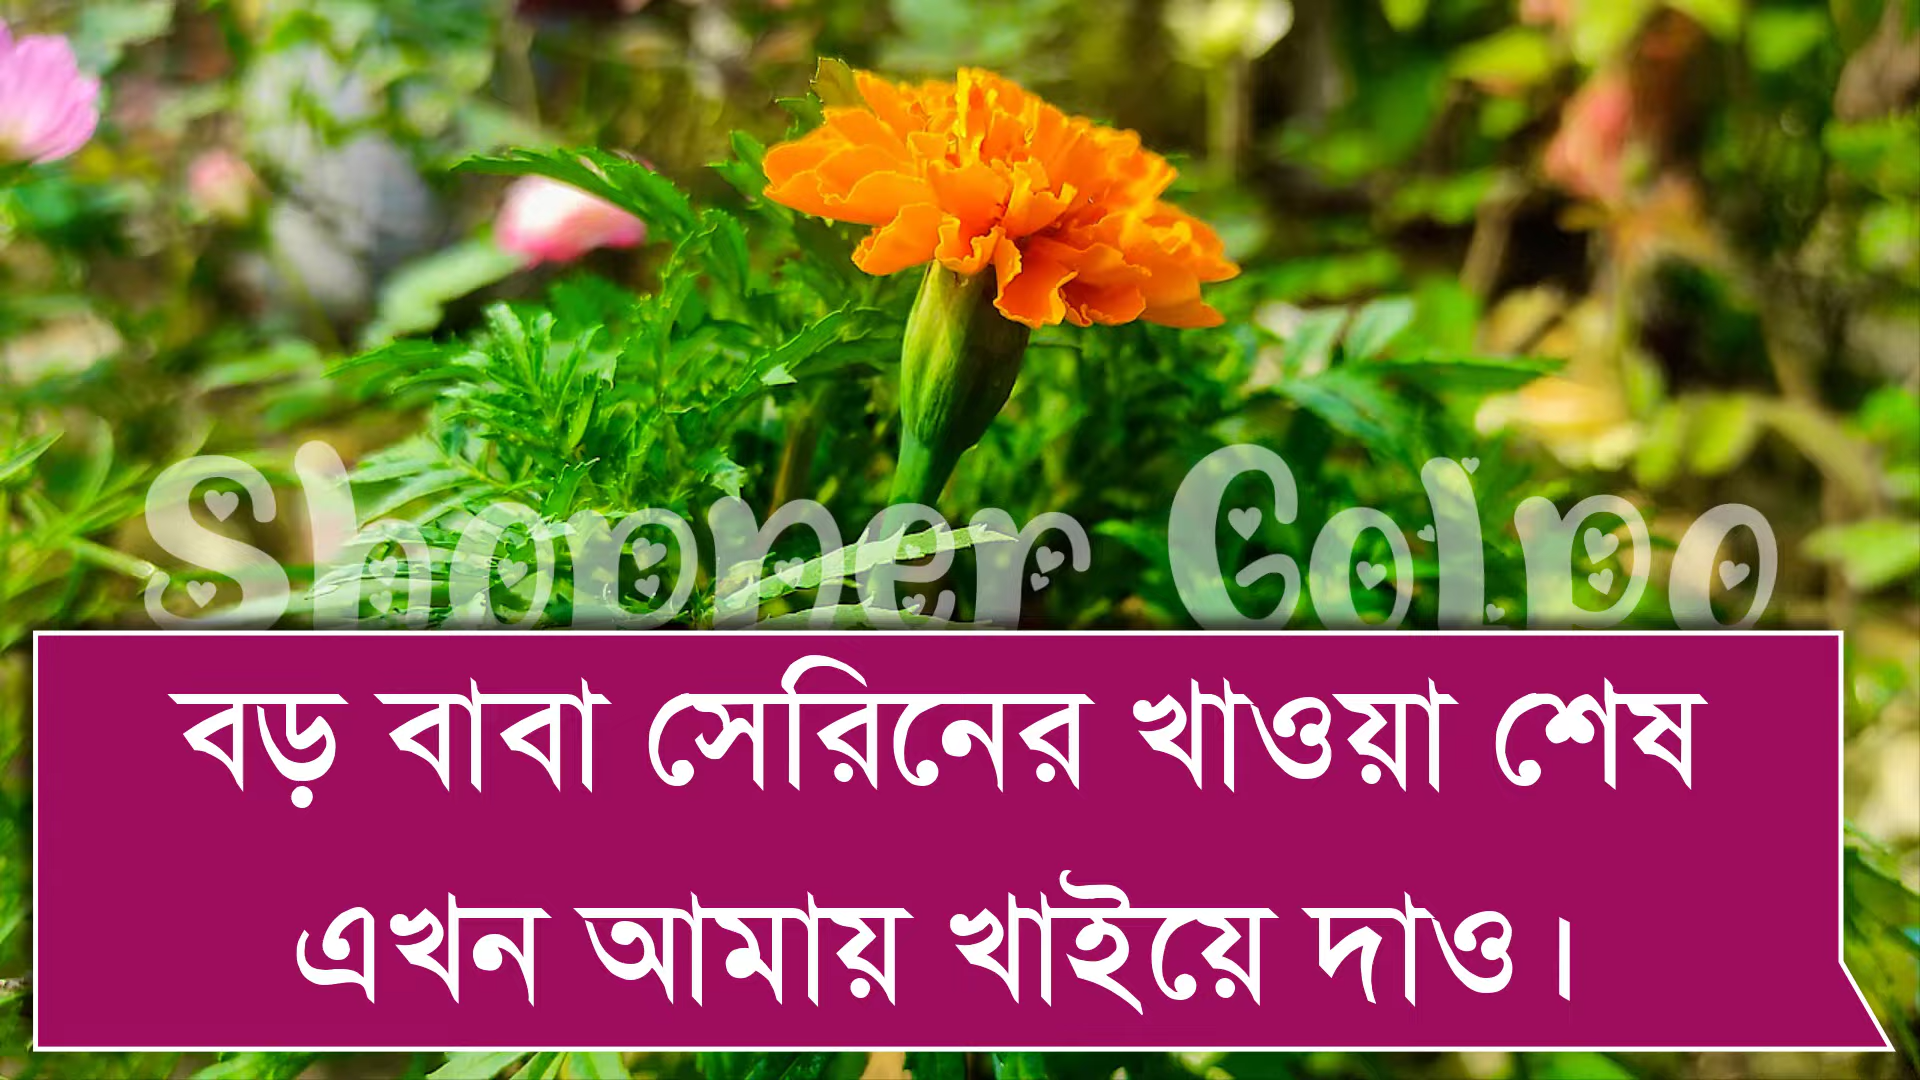 Shopner Golpo
বড় বাবা সেরিনের খাওয়া শেষ
এখন আমায় খাইয়ে দাও।